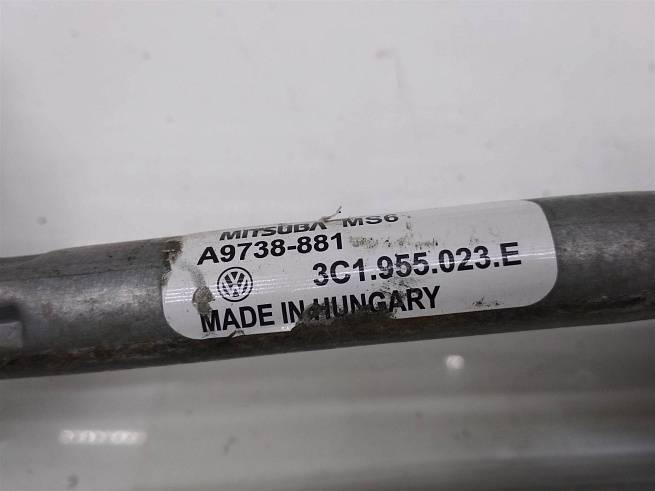 MITSUBA MS6
A9738-881
3C1.955.023.E
MADE IN HUNGARY